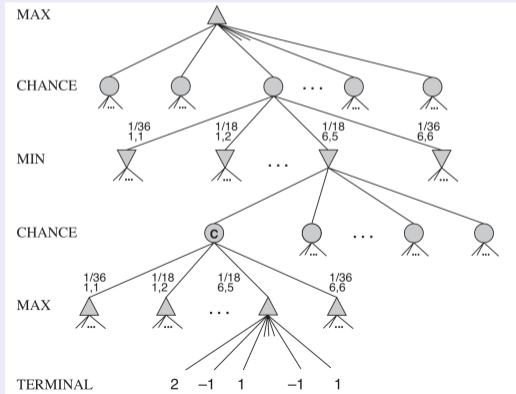 MAX
CHANCE
...
... ... ... ... ...
1/36 1/18 1/18 1/36
1,1 1,2 6,5 6,6
MIN
...
... ... ...
CHANCE
C
...
... ... ...
1/36 1/18 1/18 1/36
1,1 1,2 6,5 6,6
MAX
...
... ... ...
TERMINAL 2 –1 1 –1 1